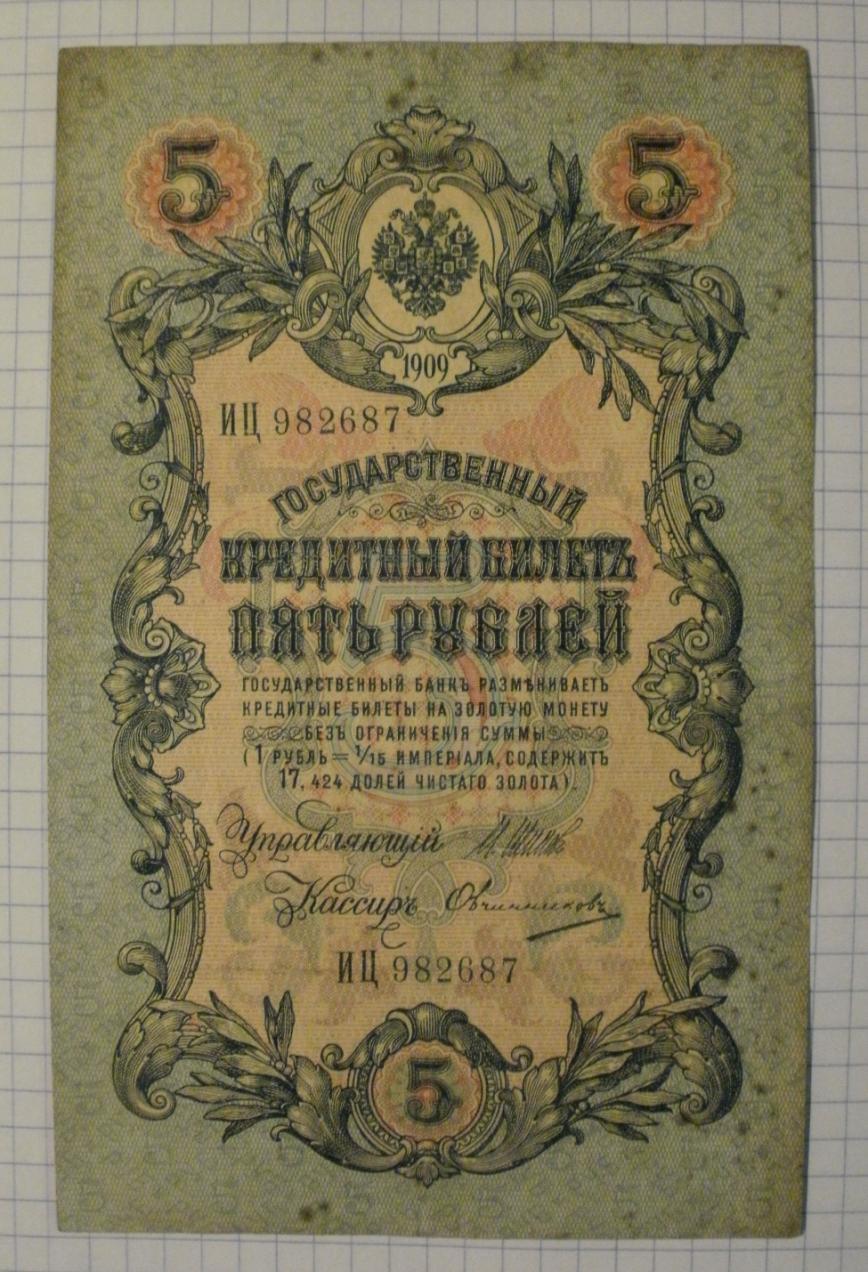 5 5
1909
ИЦ 982687
ГОСУДАРСТВЕННЫЙ
КРЕДИТНЫЙ БИЛЕТЪ
ПЯТЬ РУБЛЕЙ
ГОСУДАРСТВЕННЫЙ БАНКЪ РАЗМѢНИВАЕТЪ
КРЕДИТНЫЕ БИЛЕТЫ НА ЗОЛОТУЮ МОНЕТУ
БЕЗЪ ОГРАНИЧЕНІЯ СУММЫ
(1 РУБЛЬ = 1/15 ИМПЕРІАЛА, СОДЕРЖИТЪ
17, 424 ДОЛЕЙ ЧИСТАГО ЗОЛОТА).
Управляющій И. Шипов
Кассиръ Овчинниковъ
ИЦ 982687
5